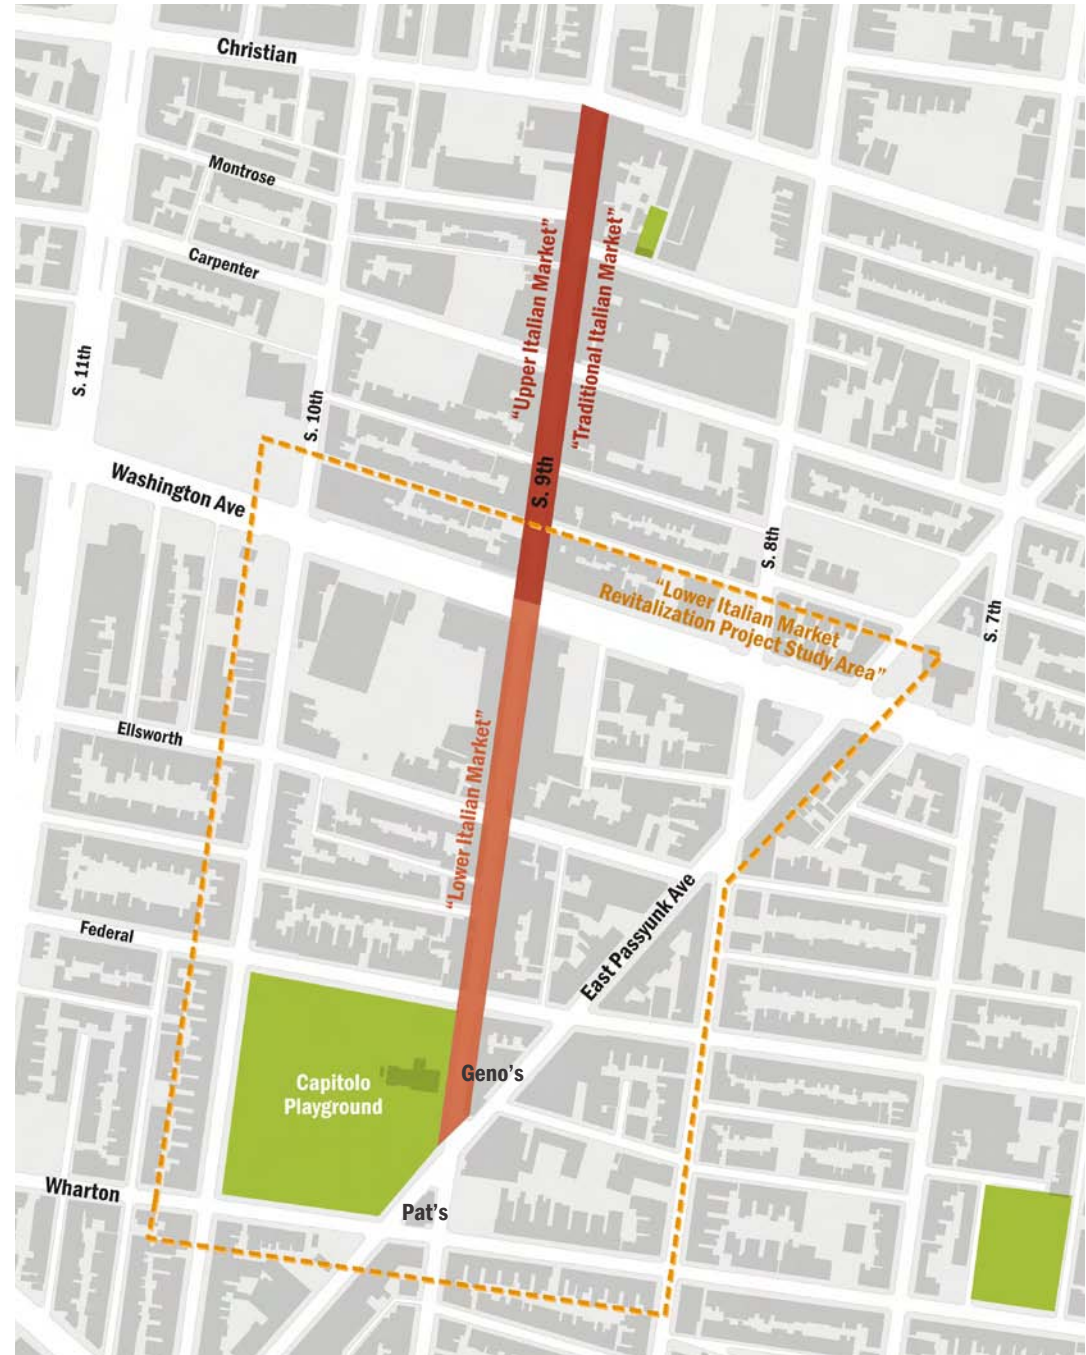 Christian
Montrose
Carpenter
“Upper Italian Market”
“Traditional Italian Market”
S. 11th
S. 10th
S. 9th
Washington Ave
S. 8th
“Lower Italian Market
Revitalization Project Study Area”
S. 7th
Ellsworth
“Lower Italian Market”
East Passyunk Ave
Federal
Geno’s
Capitolo
Playground
Wharton
Pat’s